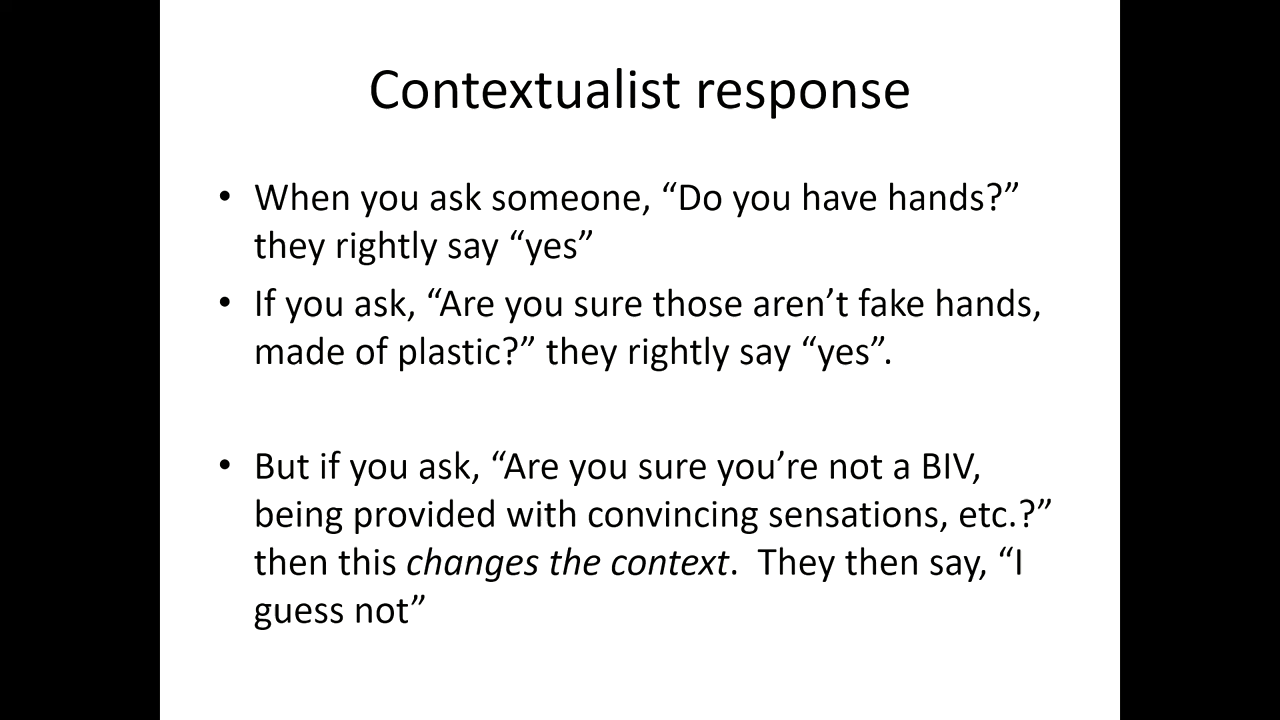 Contextualist response
• When you ask someone, “Do you have hands?”
they rightly say “yes”
• If you ask, “Are you sure those aren’t fake hands,
made of plastic?” they rightly say “yes”.
• But if you ask, “Are you sure you’re not a BIV,
being provided with convincing sensations, etc.?”
then this changes the context.  They then say, “I
guess not”